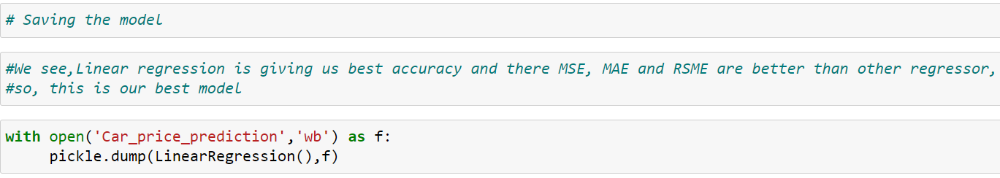 # Saving the model
#We see,Linear regression is giving us best accuracy and there MSE, MAE and RSME are better than other regressor,
#so, this is our best model
with open('Car_price_prediction','wb') as f:
     pickle.dump(LinearRegression(),f)